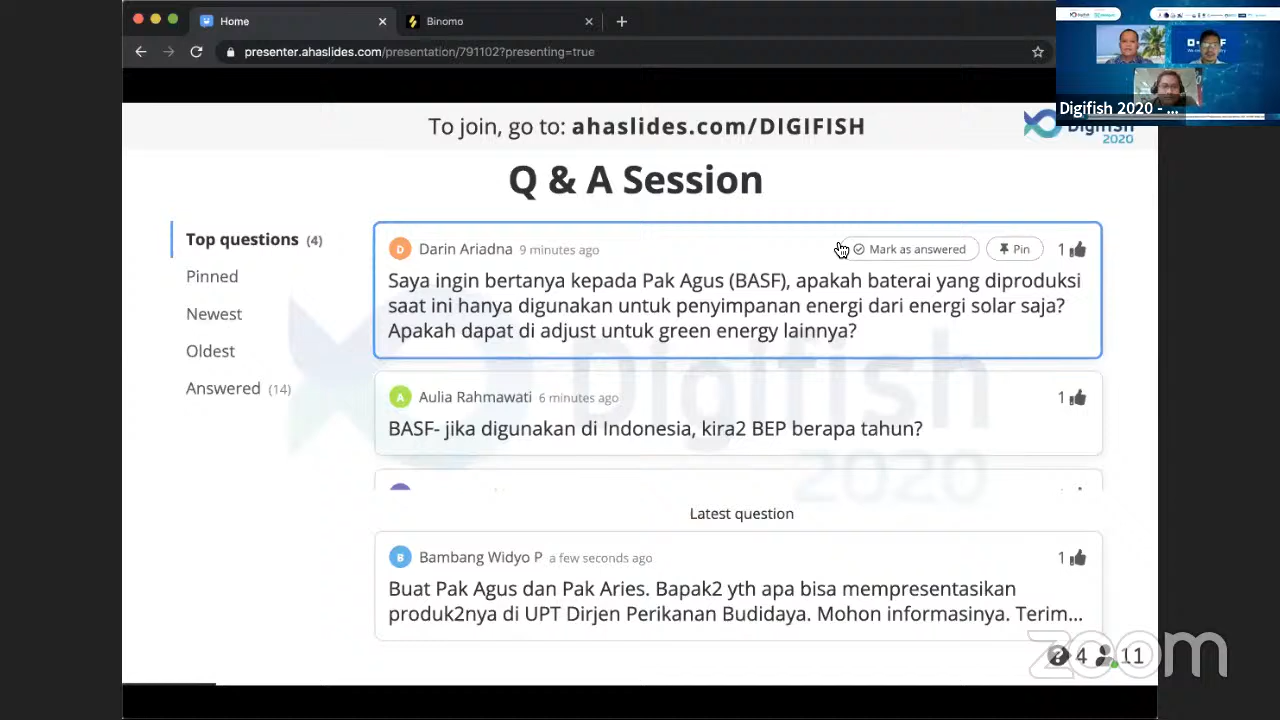 Home
Binomo
presenter.ahaslides.com/presentation/791102?presenting=true
Digifish 2020 - ...
To join, go to: ahaslides.com/DIGIFISH
Digifish
2020
Q & A Session
Top questions (4)
Pinned
Newest
Oldest
Answered (14)
D Darin Ariadna 9 minutes ago Mark as answered Pin 1
Saya ingin bertanya kepada Pak Agus (BASF), apakah baterai yang diproduksi
saat ini hanya digunakan untuk penyimpanan energi dari energi solar saja?
Apakah dapat di adjust untuk green energy lainnya?
A Aulia Rahmawati 6 minutes ago 1
BASF- jika digunakan di Indonesia, kira2 BEP berapa tahun?
Digifish
2020
Latest question
B Bambang Widyo P a few seconds ago 1
Buat Pak Agus dan Pak Aries. Bapak2 yth apa bisa mempresentasikan
produk2nya di UPT Dirjen Perikanan Budidaya. Mohon informasinya. Terim...
4 11
zoom